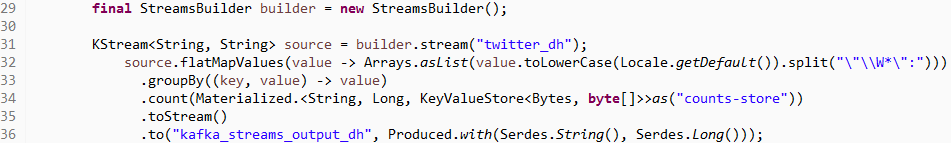 29 final StreamsBuilder builder = new StreamsBuilder();
30
31 KStream<String, String> source = builder.stream("twitter_dh");
32 source.flatMapValues(value -> Arrays.asList(value.toLowerCase(Locale.getDefault()).split("\"\\W*\":")))
33 .groupBy((key, value) -> value)
34 .count(Materialized.<String, Long, KeyValueStore<Bytes, byte[]>>as("counts-store"))
35 .toStream()
36 .to("kafka_streams_output_dh", Produced.with(Serdes.String(), Serdes.Long()));